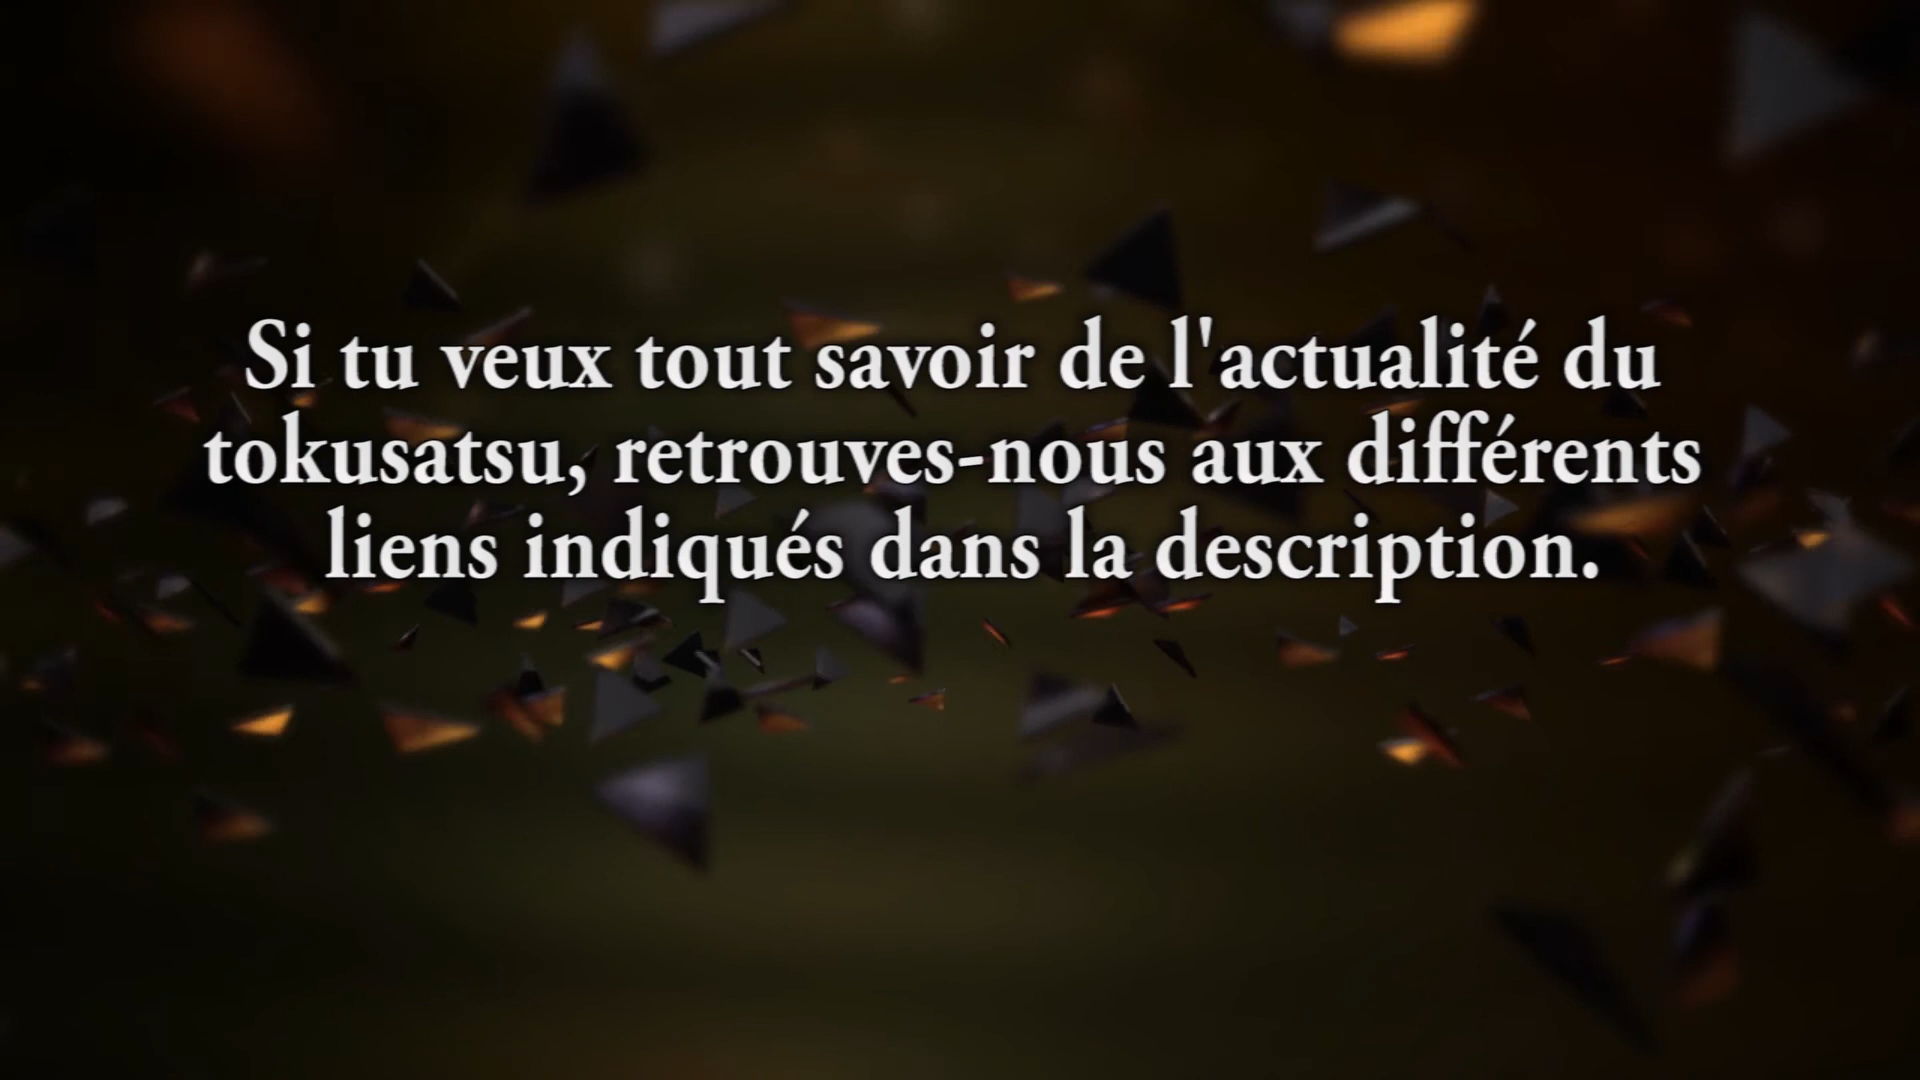 Si tu veux tout savoir de l'actualité du
tokusatsu, retrouves-nous aux différents
liens indiqués dans la description.